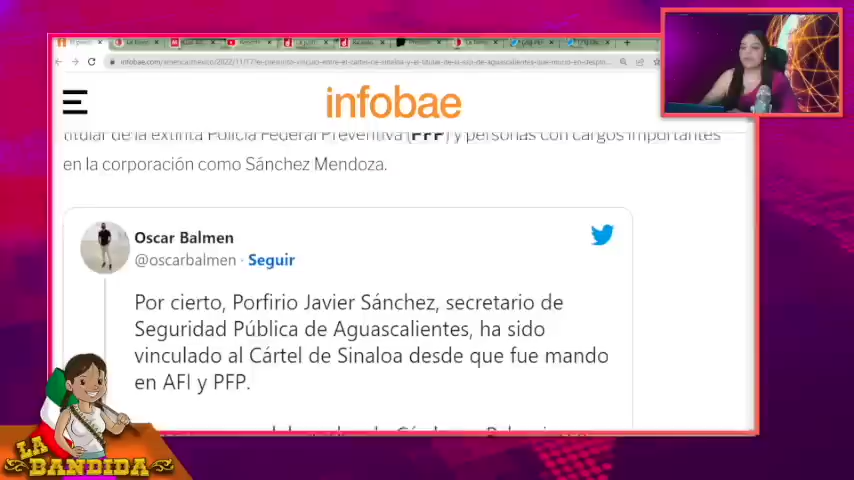 infobae
titular de la extinta Policía Federal Preventiva (PFP) y personas con cargos importantes
en la corporación como Sánchez Mendoza.
Oscar Balmen
@oscarbalmen · Seguir
Por cierto, Porfirio Javier Sánchez, secretario de
Seguridad Pública de Aguascalientes, ha sido
vinculado al Cártel de Sinaloa desde que fue mando
en AFI y PFP.
LA
BANDIDA